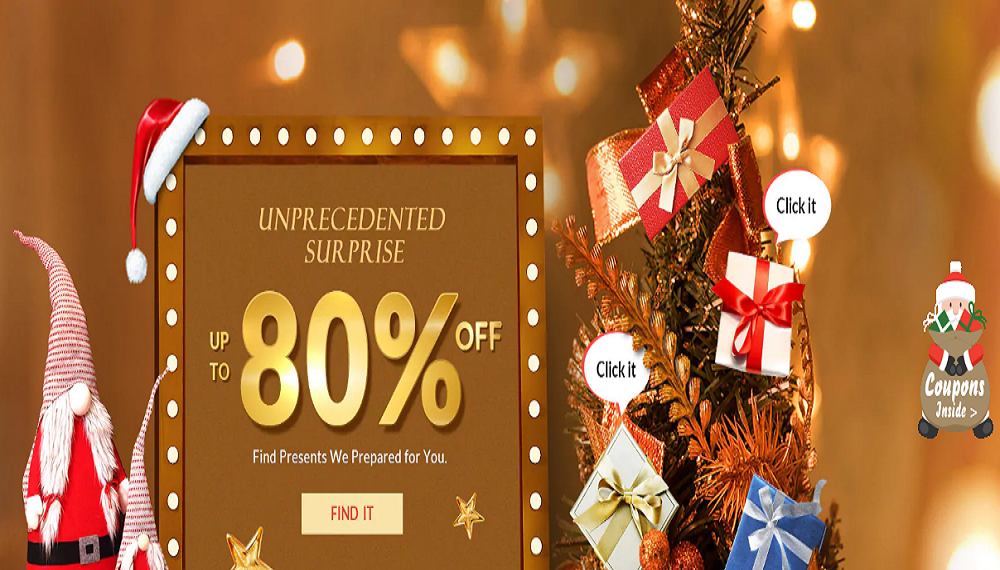 UNPRECEDENTED
SURPRISE
UP
TO
80%
OFF
Find Presents We Prepared for You.
FIND IT
Click it
Click it
Coupons
Inside >